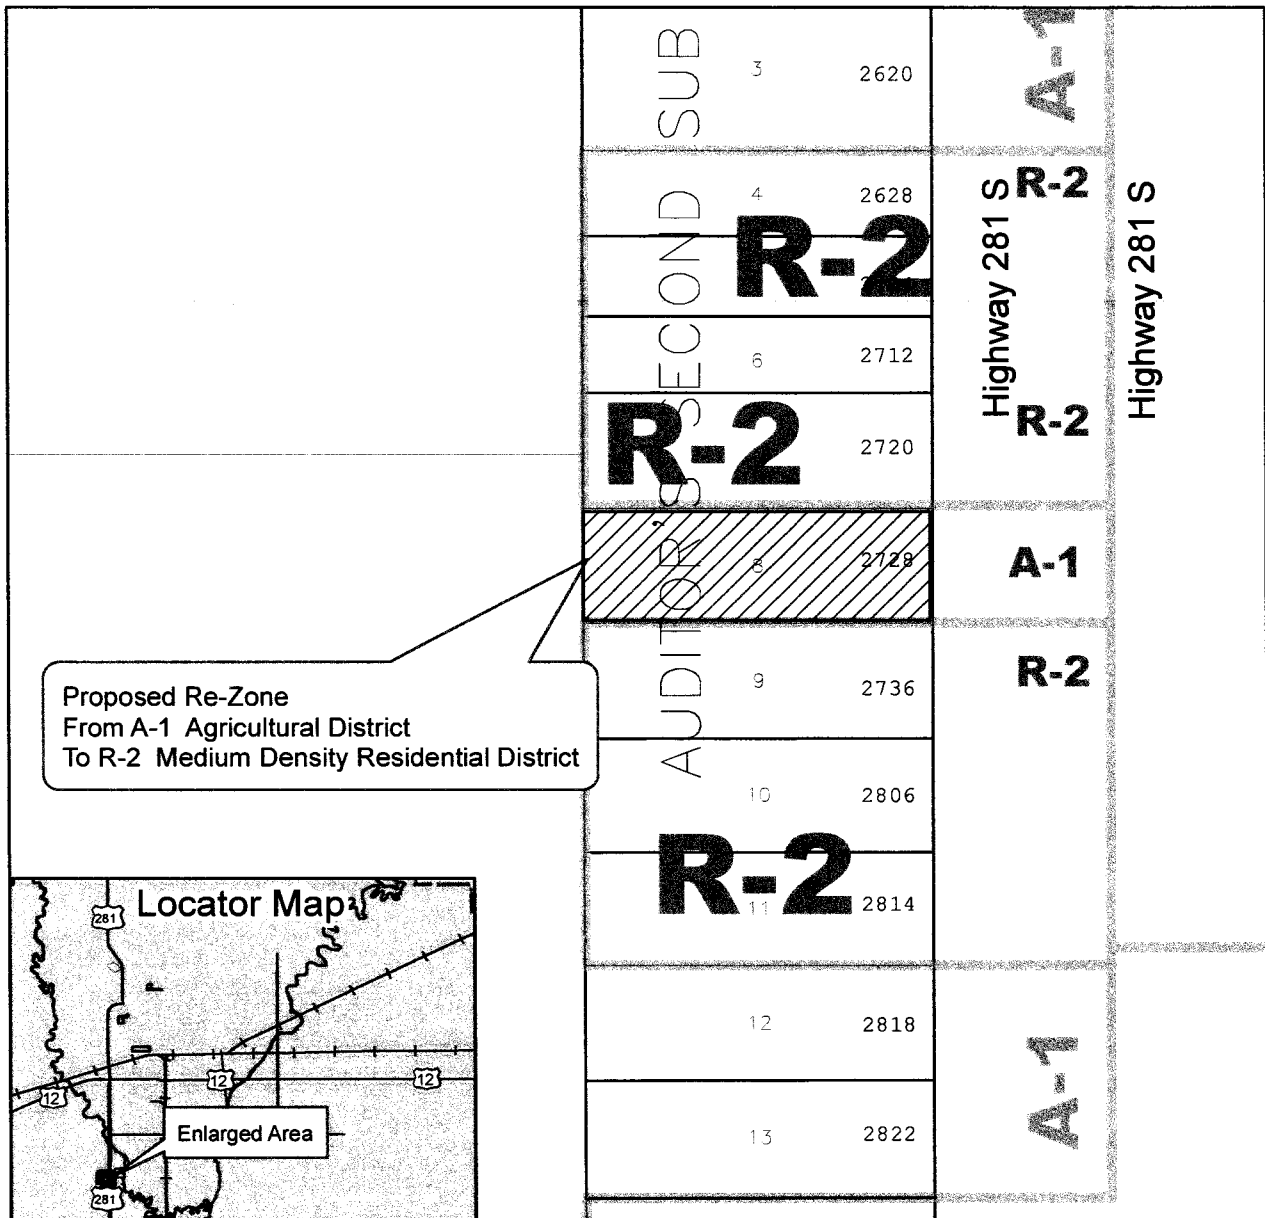 3 2620
A-1
4 2628
R-2
R-2
Highway 281 S
Highway 281 S
6 2712
R-2
2720
R-2
8 2728
A-1
AUDITOR'S SECOND SUB
Proposed Re-Zone
From A-1 Agricultural District
To R-2 Medium Density Residential District
9 2736
R-2
10 2806
R-2
11 2814
12 2818
A-1
13 2822
Locator Map
281
12
12
12
Enlarged Area
281